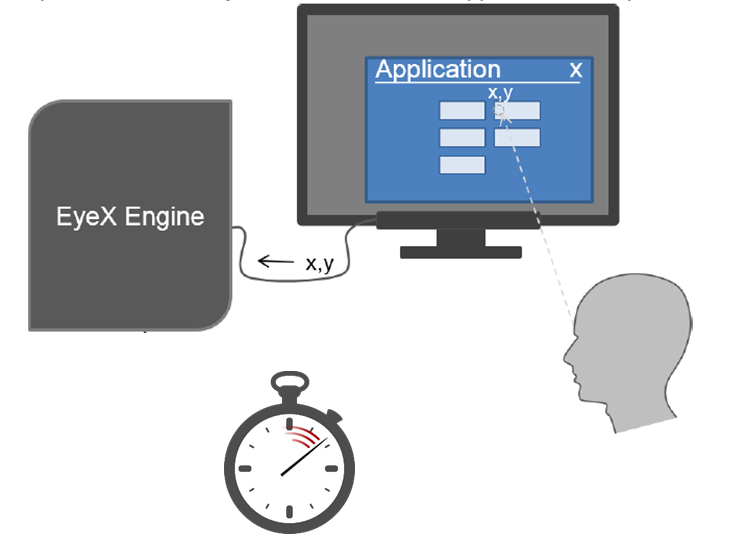 Application x
x,y
EyeX Engine
x,y